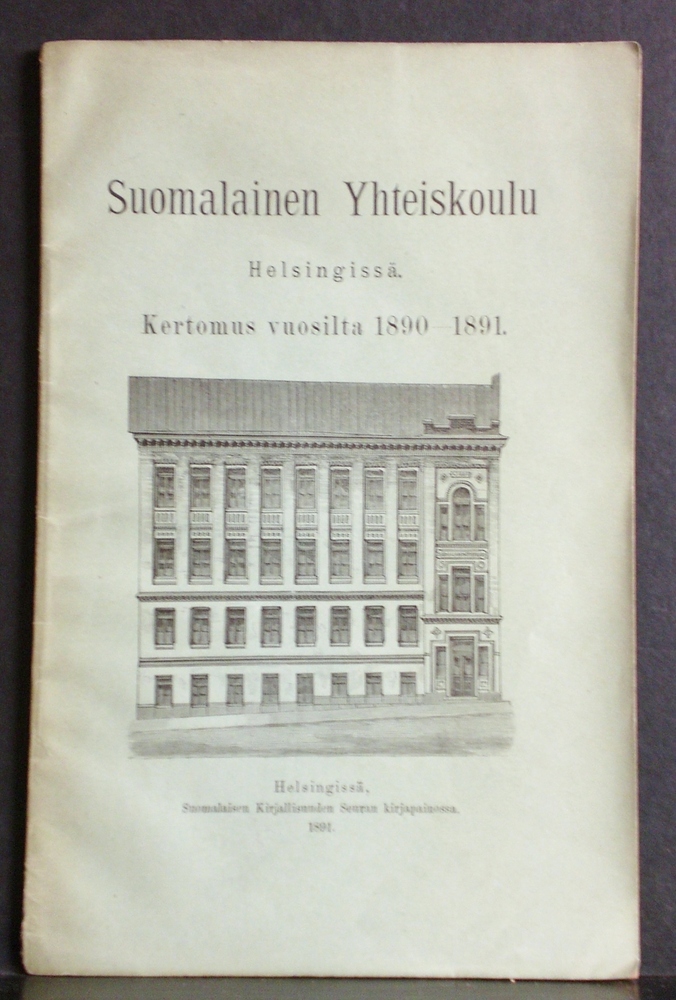 Suomalainen Yhteiskoulu
Helsingissä.
Kertomus vuosilta 1890—1891.
Helsingissä,
Suomalaisen Kirjallisuuden Seuran kirjapainossa.
1891.